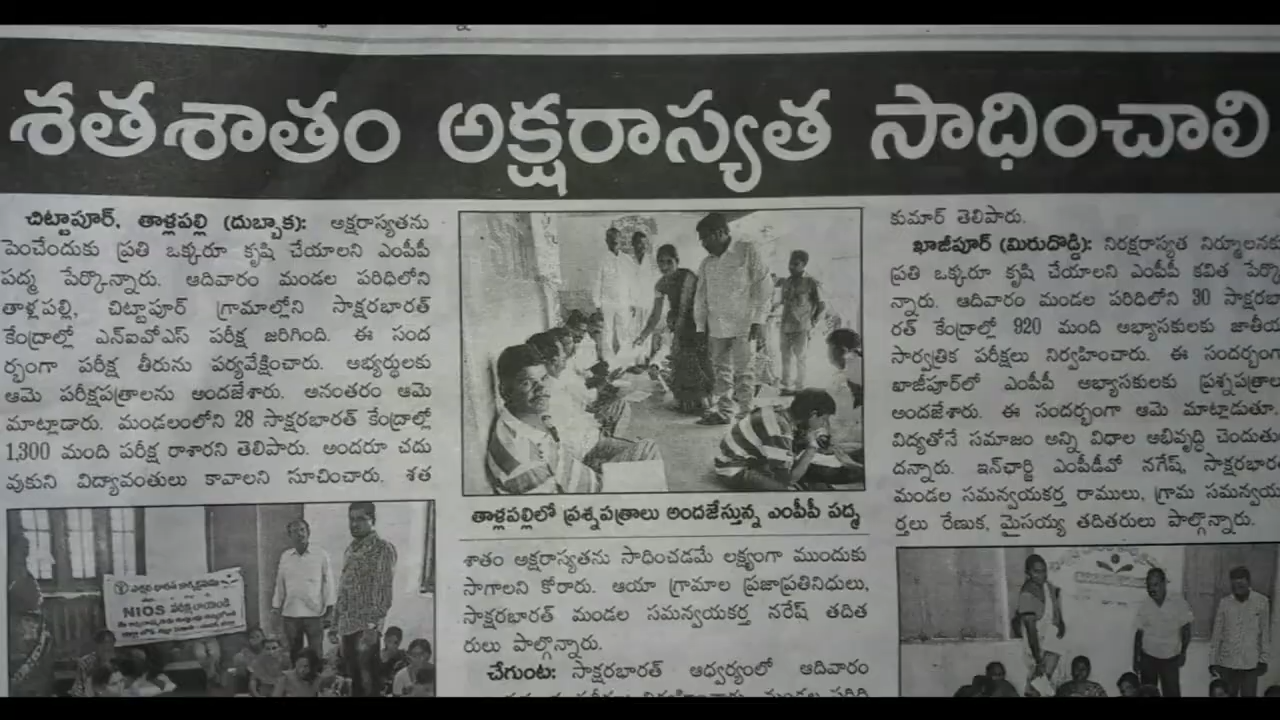 శతశాతం అక్షరాస్యత సాధించాలి
చిట్టాపూర్, తాళ్లపల్లి (దుబ్బాక): అక్షరాస్యతను
పెంచేందుకు ప్రతి ఒక్కరూ కృషి చేయాలని ఎంపీపీ
పద్మ పేర్కొన్నారు. ఆదివారం మండల పరిధిలోని
తాళ్లపల్లి, చిట్టాపూర్ గ్రామాల్లోని సాక్షరభారత్
కేంద్రాల్లో ఎన్ఐవోఎస్ పరీక్ష జరిగింది. ఈ సంద
ర్భంగా పరీక్ష తీరును పర్యవేక్షించారు. అభ్యర్థులకు
ఆమె పరీక్షపత్రాలను అందజేశారు. అనంతరం ఆమె
మాట్లాడారు. మండలంలోని 28 సాక్షరభారత్ కేంద్రాల్లో
1,300 మంది పరీక్ష రాశారని తెలిపారు. అందరూ చదు
వుకుని విద్యావంతులు కావాలని సూచించారు. శత
NIOS పరీక్ష రాయండి
తాళ్లపల్లిలో ప్రశ్నపత్రాలు అందజేస్తున్న ఎంపీపీ పద్మ
శాతం అక్షరాస్యతను సాధించడమే లక్ష్యంగా ముందుకు
సాగాలని కోరారు. ఆయా గ్రామాల ప్రజాప్రతినిధులు,
సాక్షరభారత్ మండల సమన్వయకర్త నరేష్ తదిత
రులు పాల్గొన్నారు.
చేగుంట: సాక్షరభారత్ ఆధ్వర్యంలో ఆదివారం
కుమార్ తెలిపారు.
ఖాజీపూర్ (మిరుదొడ్డి): నిరక్షరాస్యత నిర్మూలనకు
ప్రతి ఒక్కరూ కృషి చేయాలని ఎంపీపీ కవిత పేర్కొ
న్నారు. ఆదివారం మండల పరిధిలోని 30 సాక్షరభా
రత్ కేంద్రాల్లో 920 మంది అభ్యాసకులకు జాతీయ
సార్వత్రిక పరీక్షలు నిర్వహించారు. ఈ సందర్భంగా
ఖాజీపూర్‌లో ఎంపీపీ అభ్యాసకులకు ప్రశ్నపత్రాలు
అందజేశారు. ఈ సందర్భంగా ఆమె మాట్లాడుతూ..
విద్యతోనే సమాజం అన్ని విధాల అభివృద్ధి చెందుతుం
దన్నారు. ఇన్‌ఛార్జి ఎంపీడీవో నగేష్, సాక్షరభారత్
మండల సమన్వయకర్త రాములు, గ్రామ సమన్వయక
ర్తలు రేణుక, మైసయ్య తదితరులు పాల్గొన్నారు.